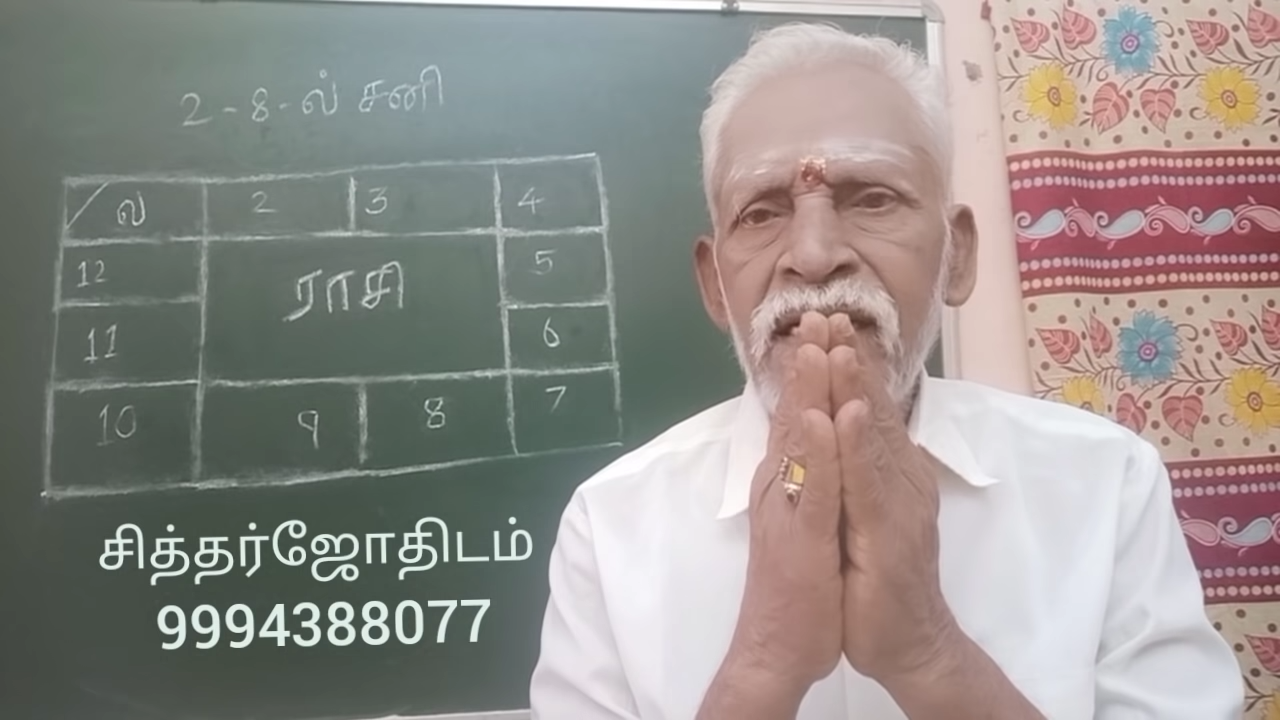 2-8-ல் சனி
ல 2 3 4
12 ராசி 5
11 6
10 9 8 7
சித்தர்ஜோதிடம்
9994388077